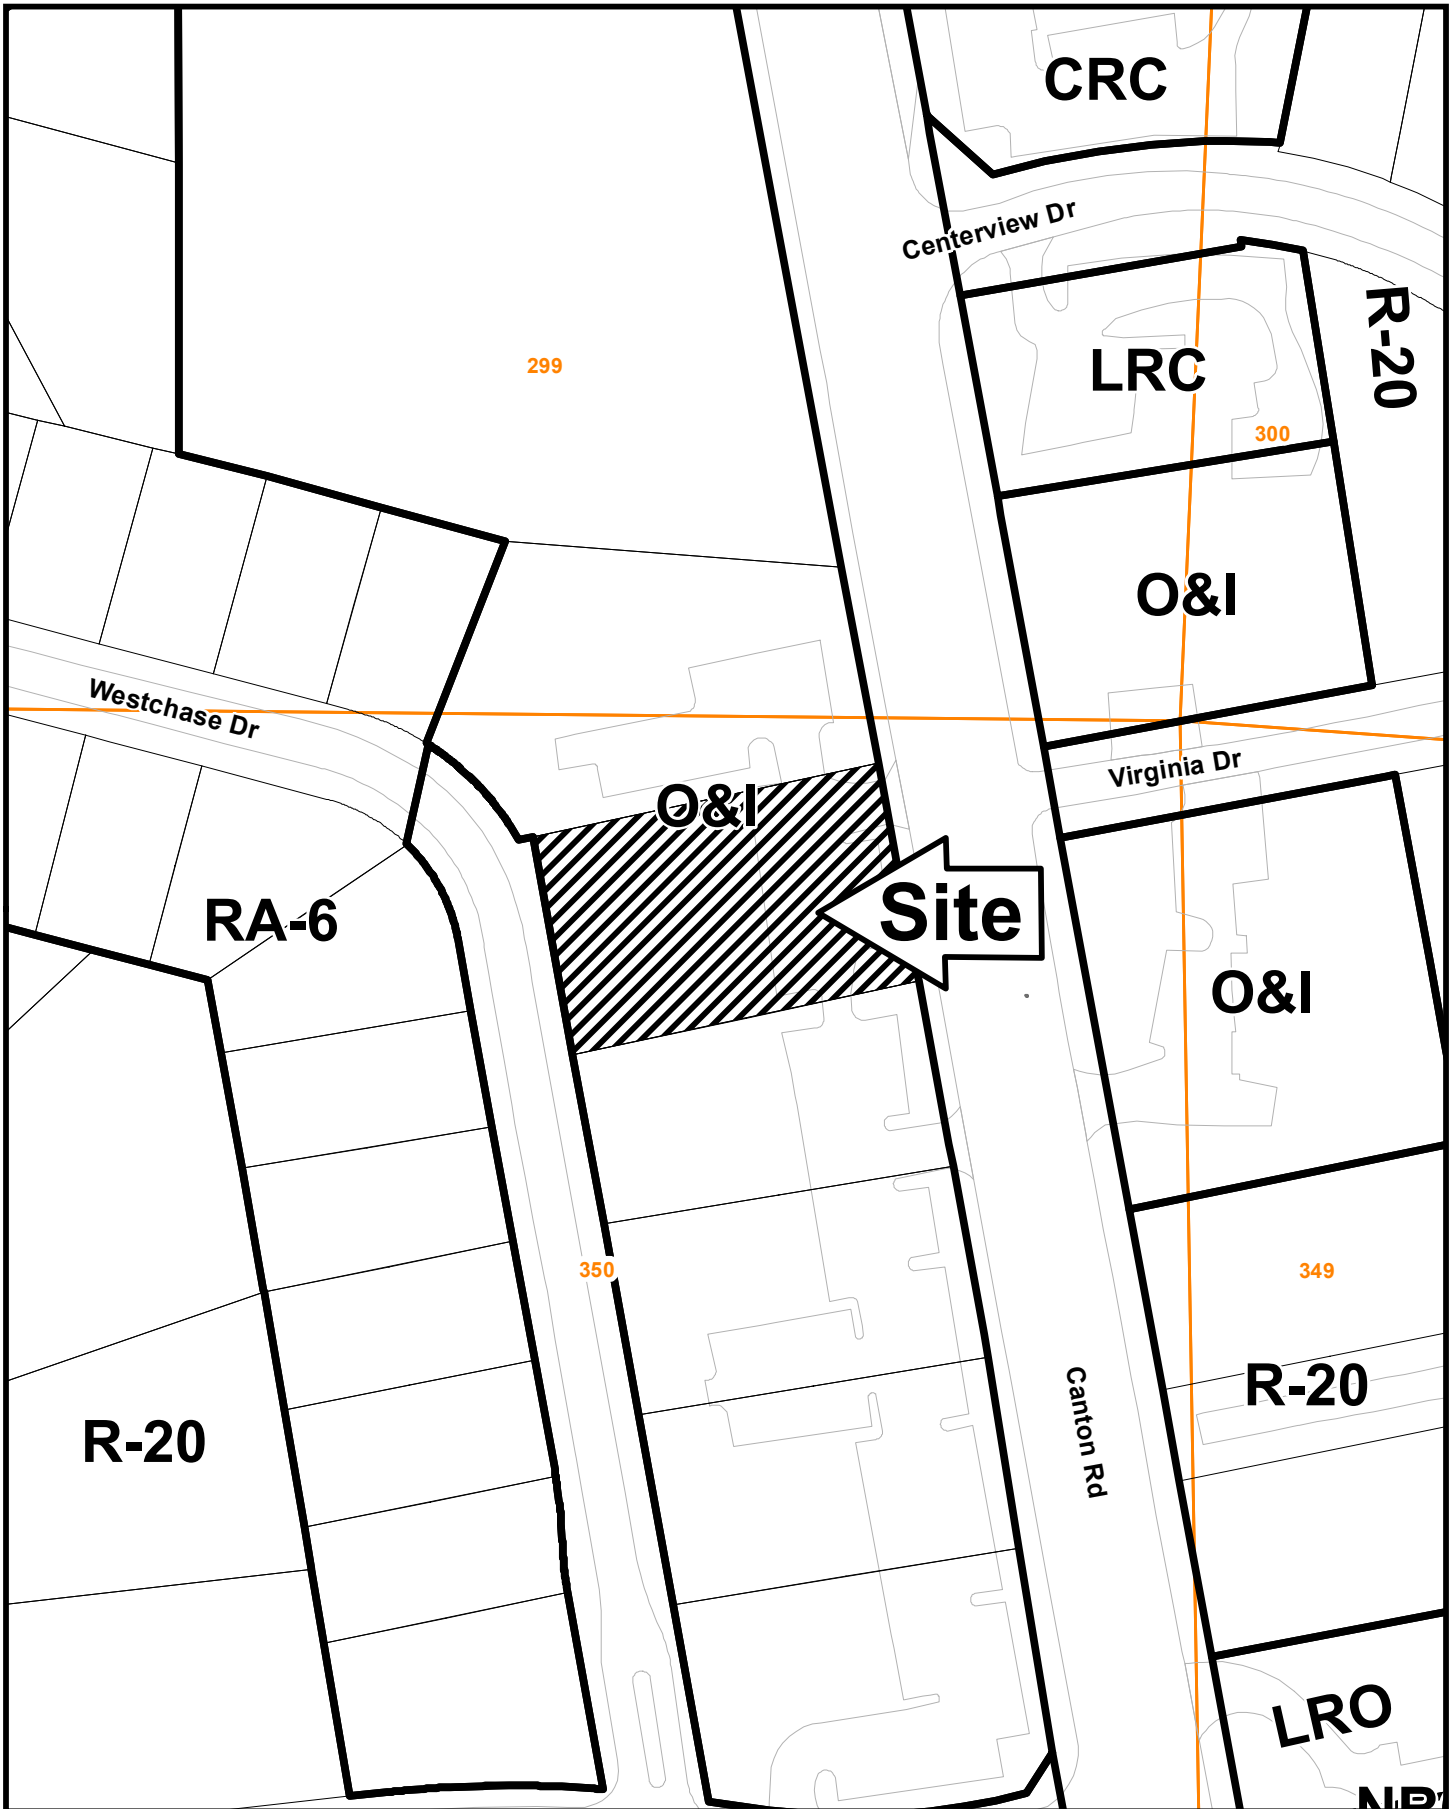 CRC
Centerview Dr
R-20
299
LRC
300
O&I
Westchase Dr
Virginia Dr
O&I
Site
RA-6
O&I
350
349
R-20
Canton Rd
R-20
LRO